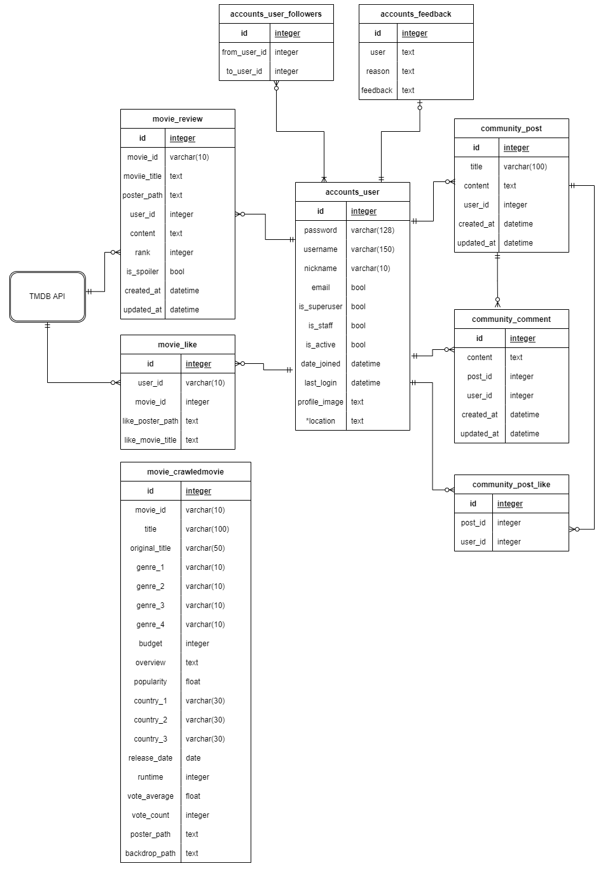 accounts_user_followers
id integer
from_user_id integer
to_user_id integer
accounts_feedback
id integer
user text
reason text
feedback text
movie_review
id integer
movie_id varchar(10)
moviie_title text
poster_path text
user_id integer
content text
rank integer
is_spoiler bool
created_at datetime
updated_at datetime
community_post
id integer
title varchar(100)
content text
user_id integer
created_at datetime
updated_at datetime
accounts_user
id integer
password varchar(128)
username varchar(150)
nickname varchar(10)
email bool
is_superuser bool
is_staff bool
is_active bool
date_joined datetime
last_login datetime
profile_image text
*location text
TMDB API
movie_like
id integer
user_id varchar(10)
movie_id integer
like_poster_path text
like_movie_title text
community_comment
id integer
content text
post_id integer
user_id integer
created_at datetime
updated_at datetime
community_post_like
id integer
post_id integer
user_id integer
movie_crawledmovie
id integer
movie_id varchar(10)
title varchar(100)
original_title varchar(50)
genre_1 varchar(10)
genre_2 varchar(10)
genre_3 varchar(10)
genre_4 varchar(10)
budget integer
overview text
popularity float
country_1 varchar(30)
country_2 varchar(30)
country_3 varchar(30)
release_date date
runtime integer
vote_average float
vote_count integer
poster_path text
backdrop_path text